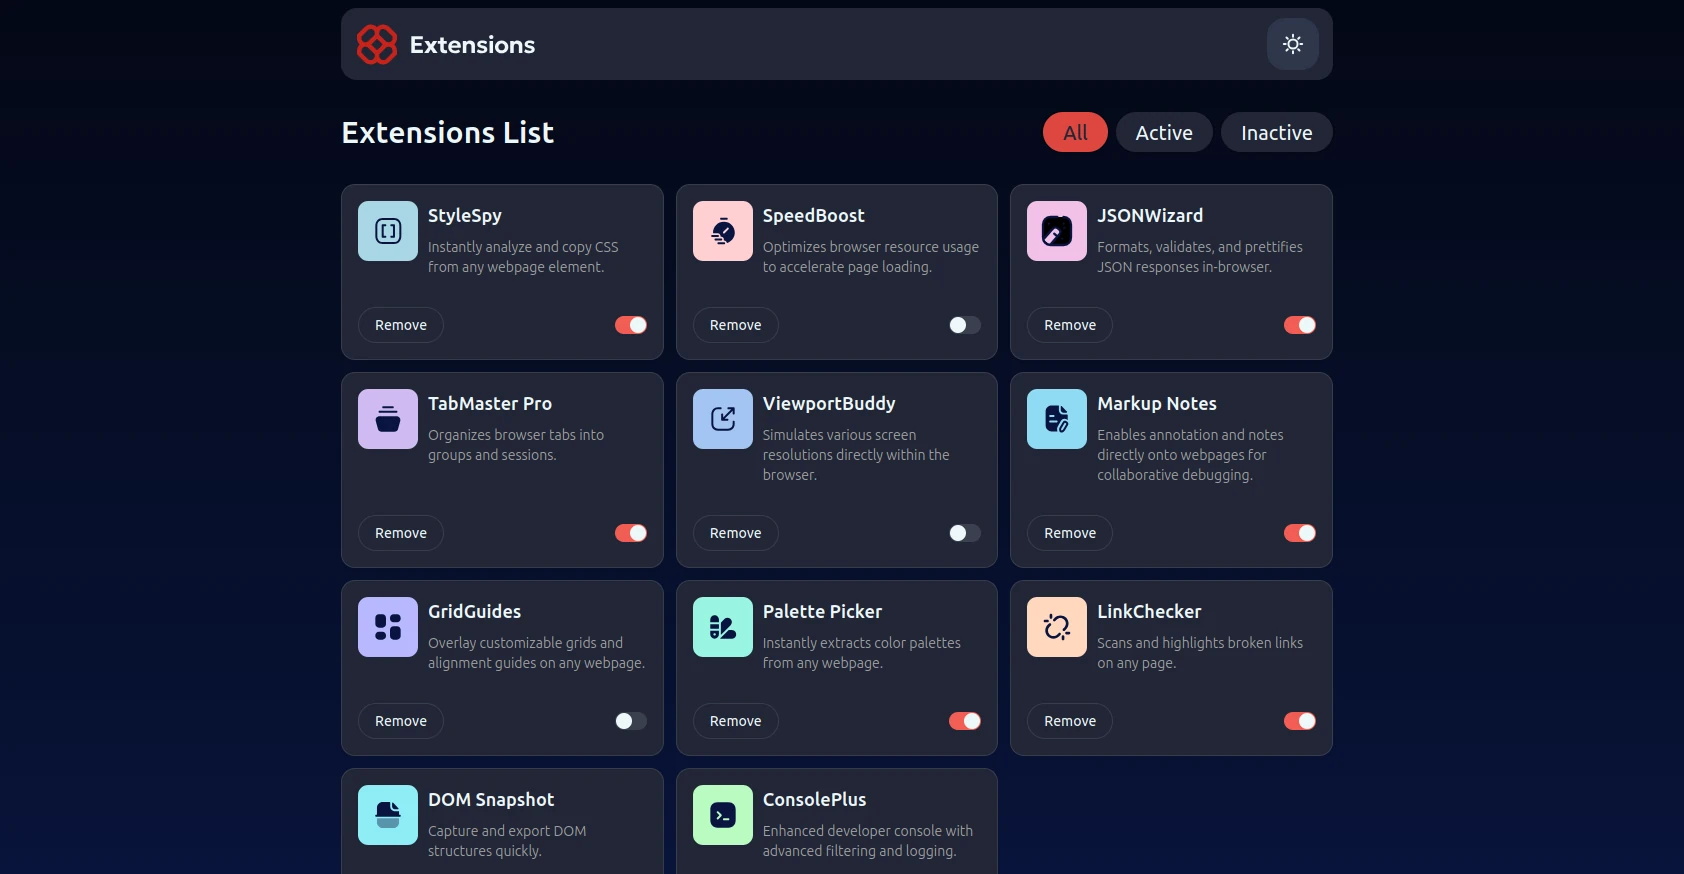 Extensions
Extensions List
All
Active
Inactive
StyleSpy
Instantly analyze and copy CSS
from any webpage element.
Remove
SpeedBoost
Optimizes browser resource usage
to accelerate page loading.
Remove
JSONWizard
Formats, validates, and prettifies
JSON responses in-browser.
Remove
TabMaster Pro
Organizes browser tabs into
groups and sessions.
Remove
ViewportBuddy
Simulates various screen
resolutions directly within the
browser.
Remove
Markup Notes
Enables annotation and notes
directly onto webpages for
collaborative debugging.
Remove
GridGuides
Overlay customizable grids and
alignment guides on any webpage.
Remove
Palette Picker
Instantly extracts color palettes
from any webpage.
Remove
LinkChecker
Scans and highlights broken links
on any page.
Remove
DOM Snapshot
Capture and export DOM
structures quickly.
ConsolePlus
Enhanced developer console with
advanced filtering and logging.